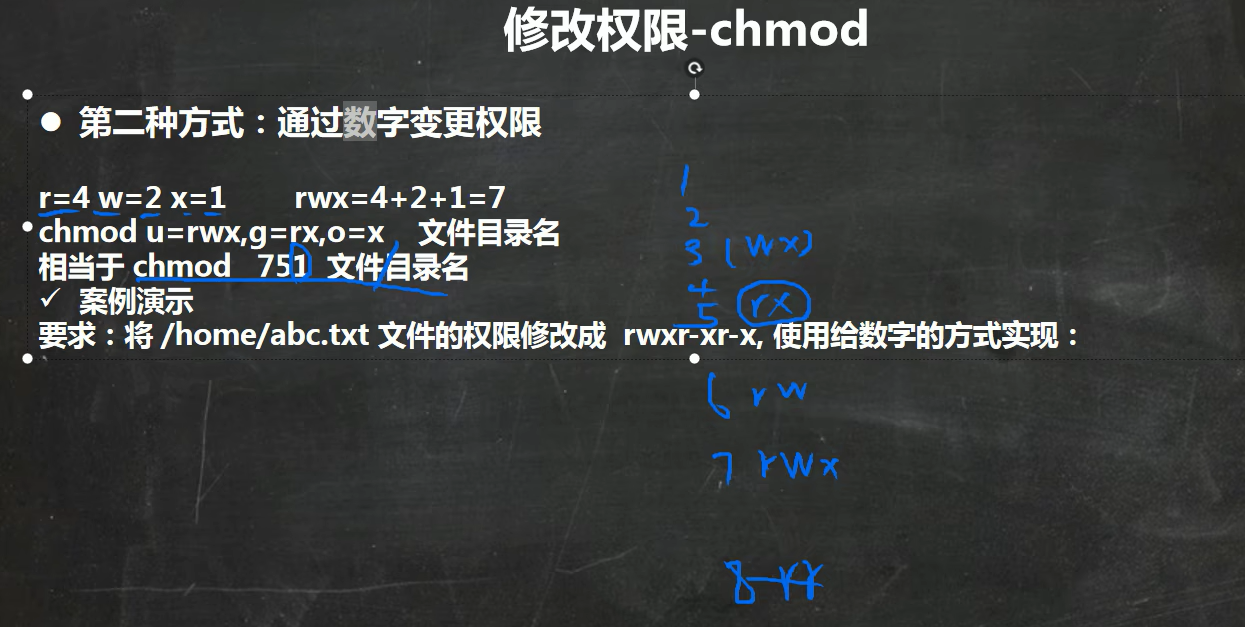 修改权限-chmod
● 第二种方式：通过数字变更权限
r=4 w=2 x=1 rwx=4+2+1=7
chmod u=rwx,g=rx,o=x 文件目录名
相当于 chmod 751 文件目录名
✓ 案例演示
要求：将 /home/abc.txt 文件的权限修改成 rwxr-xr-x, 使用给数字的方式实现：
1
2
3 (wx)
4
5 rx
6 rw
7 rwx